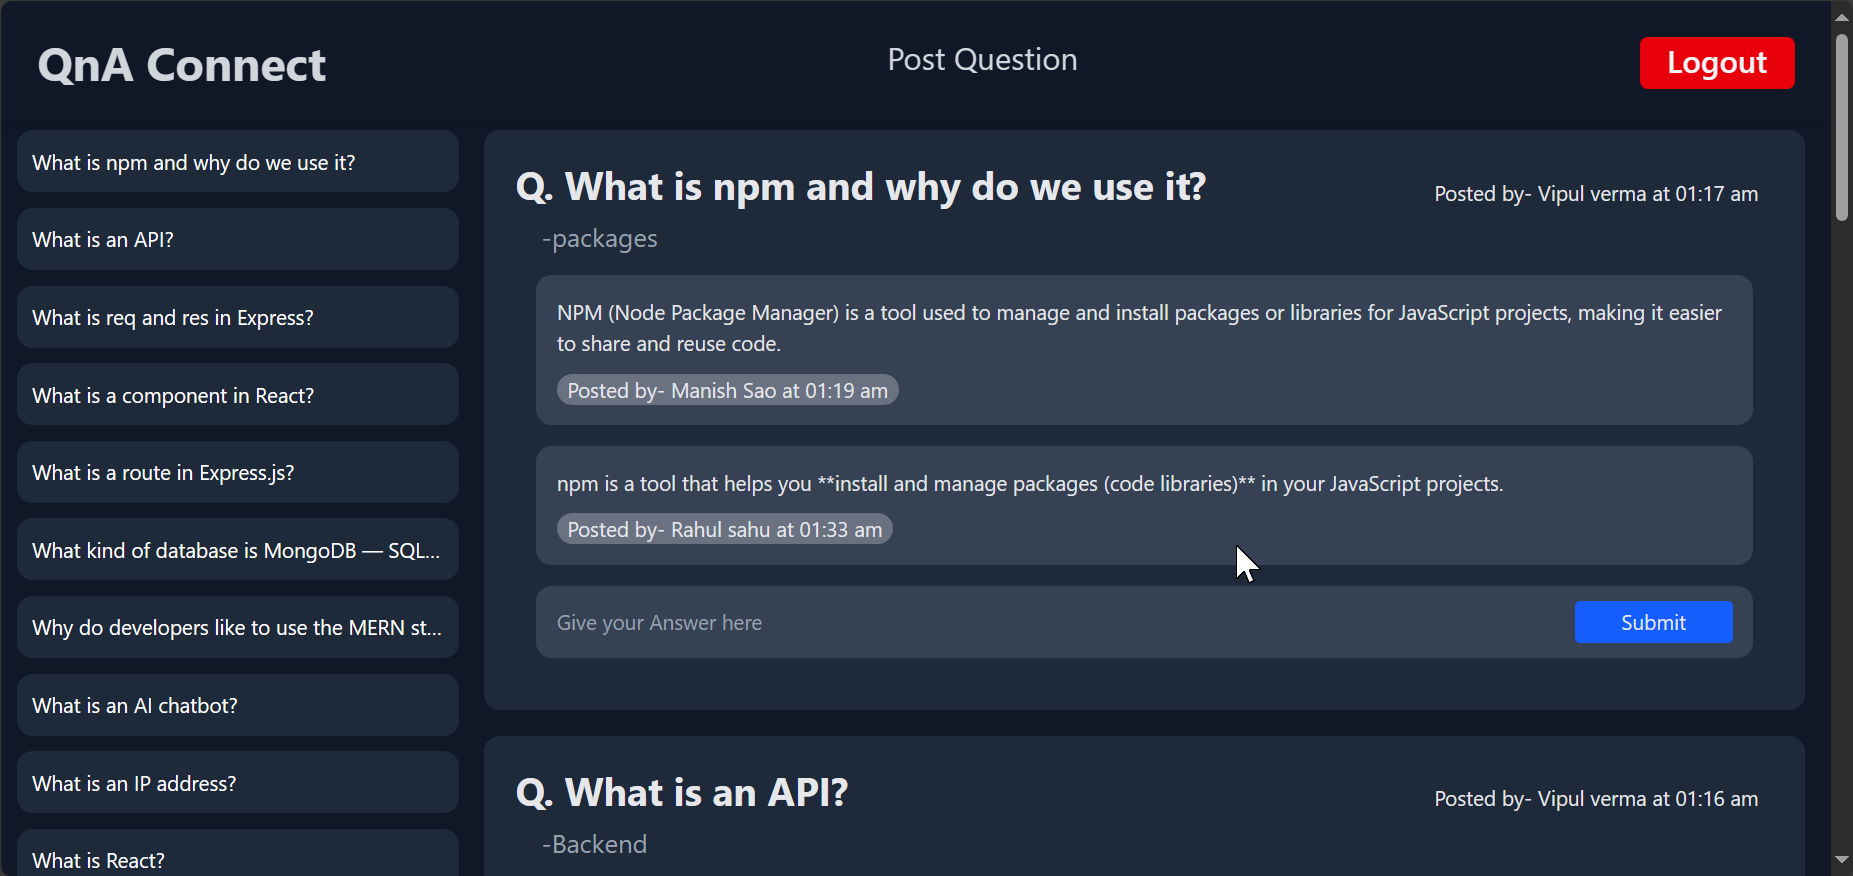 QnA Connect
Post Question
Logout
What is npm and why do we use it?
What is an API?
What is req and res in Express?
What is a component in React?
What is a route in Express.js?
What kind of database is MongoDB — SQL...
Why do developers like to use the MERN st...
What is an AI chatbot?
What is an IP address?
What is React?
Q. What is npm and why do we use it?
Posted by- Vipul verma at 01:17 am
-packages
NPM (Node Package Manager) is a tool used to manage and install packages or libraries for JavaScript projects, making it easier
to share and reuse code.
Posted by- Manish Sao at 01:19 am
npm is a tool that helps you **install and manage packages (code libraries)** in your JavaScript projects.
Posted by- Rahul sahu at 01:33 am
Give your Answer here
Submit
Q. What is an API?
Posted by- Vipul verma at 01:16 am
-Backend